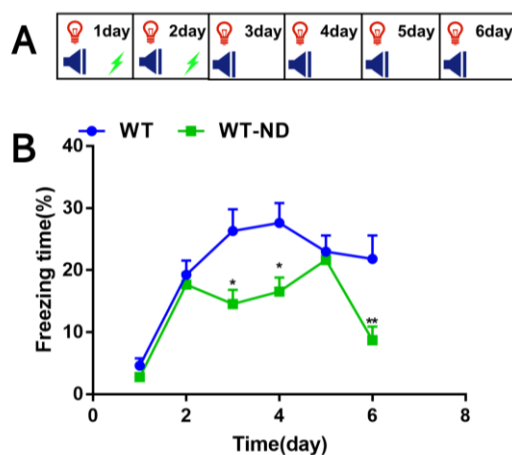 A
1day 2day 3day 4day 5day 6day
B
WT WT-ND
Freezing time(%)
40
30
20
10
0
* * **
0 2 4 6 8
Time(day)